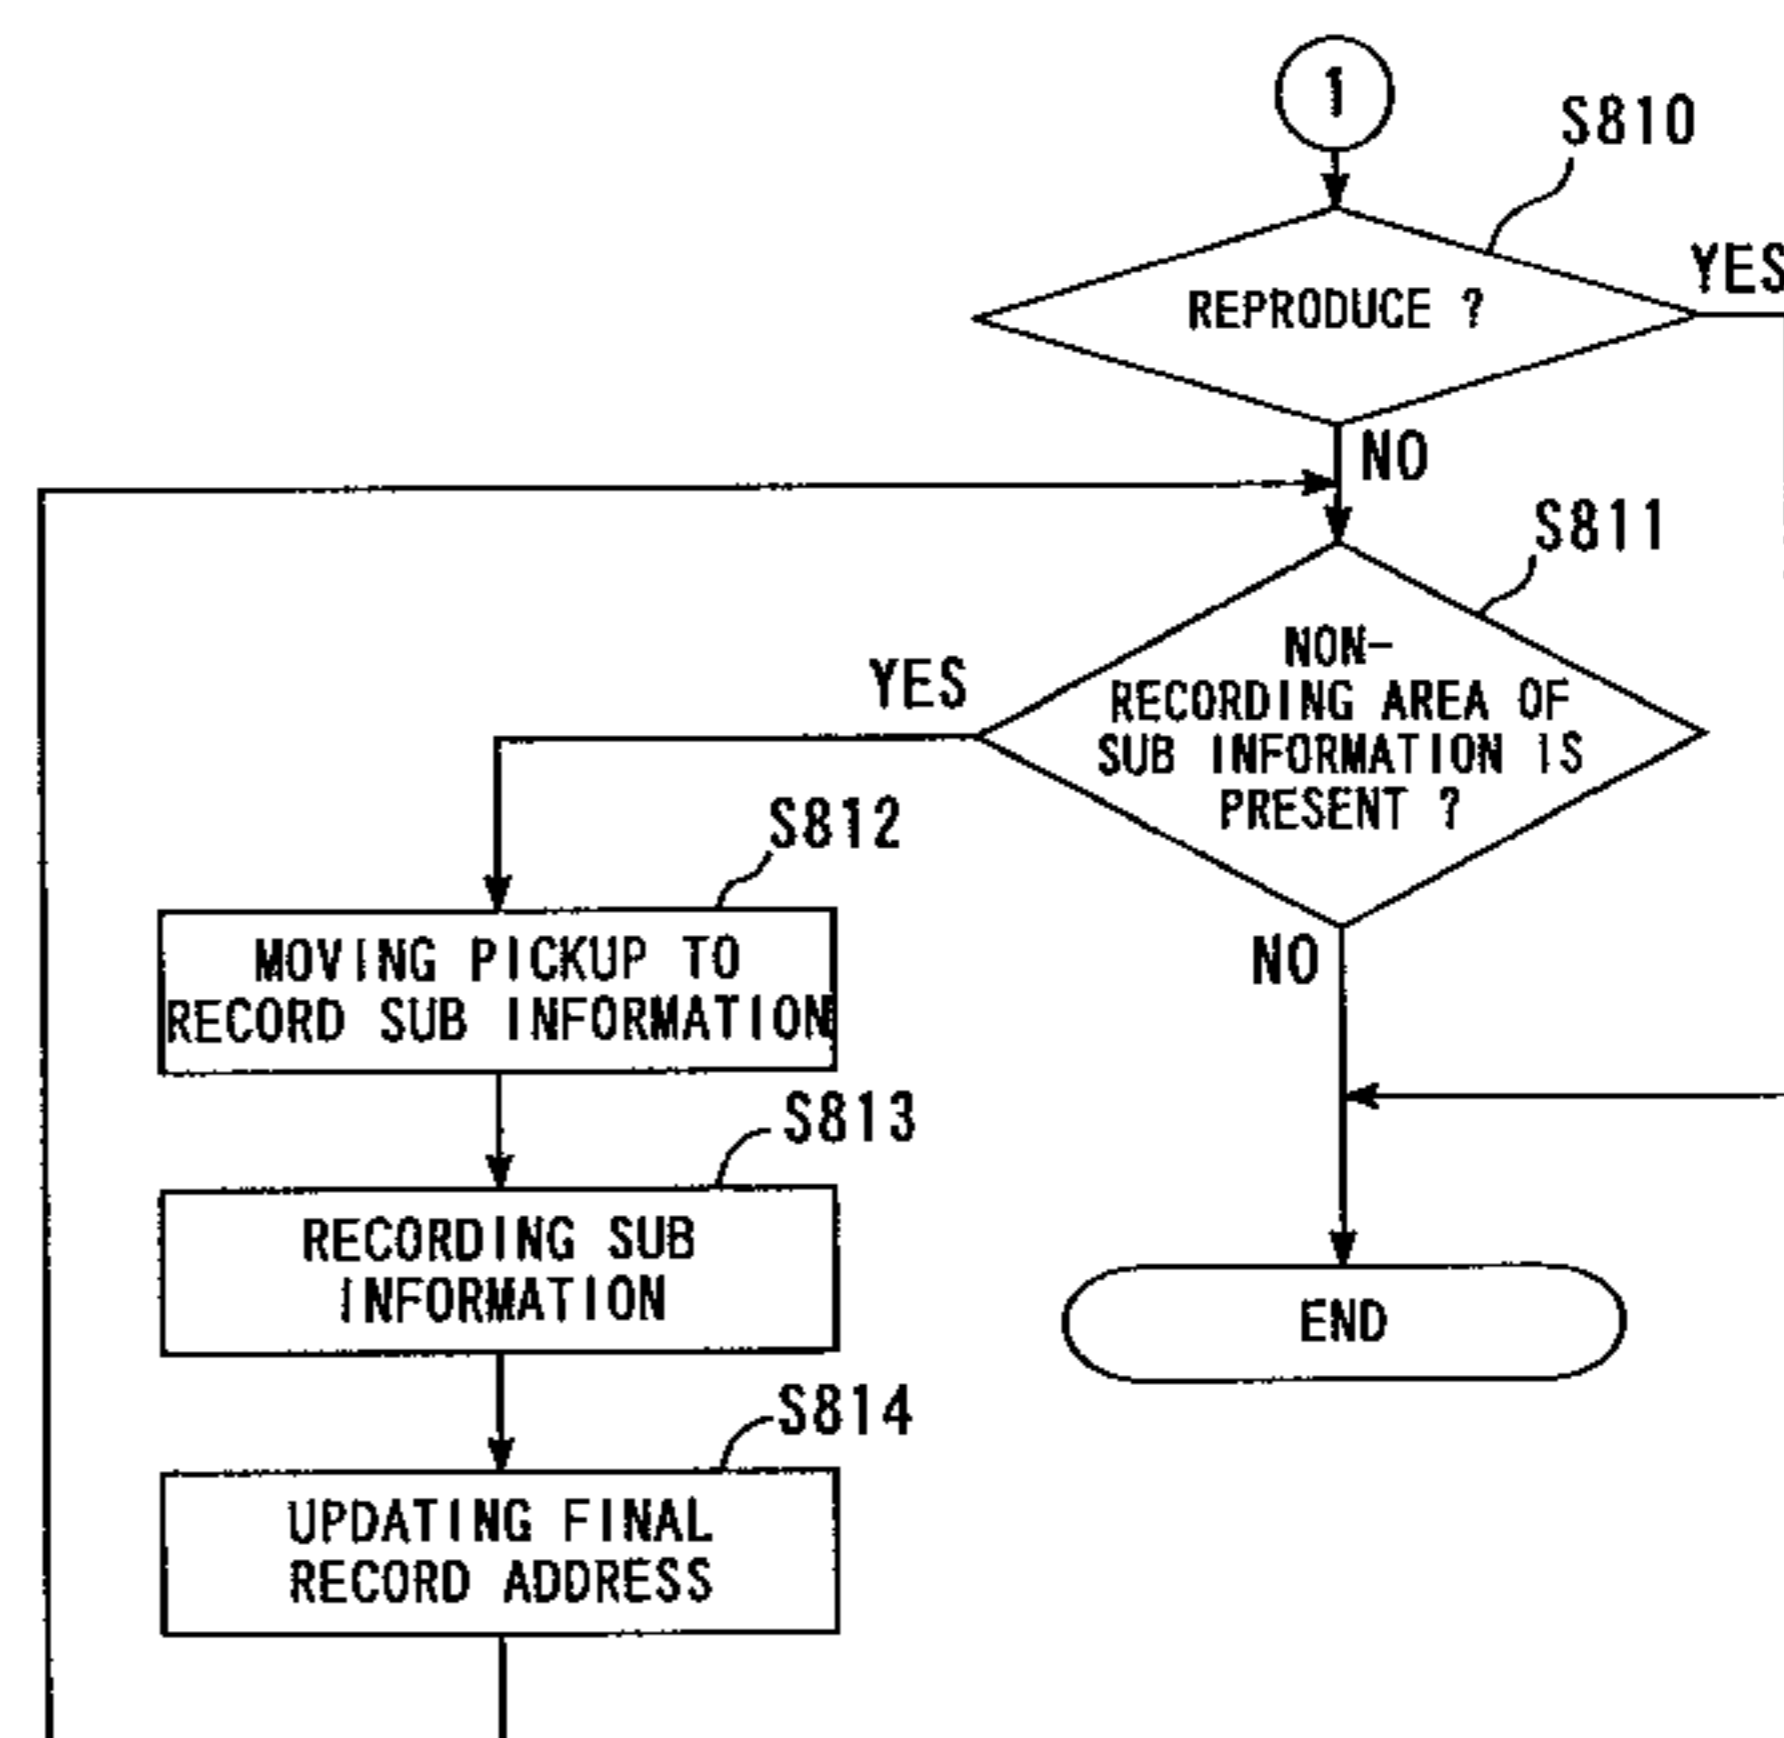 1
S810
REPRODUCE ?
YES
NO
S811
NON-
RECORDING AREA OF
SUB INFORMATION IS
PRESENT ?
YES
NO
S812
MOVING PICKUP TO
RECORD SUB INFORMATION
S813
RECORDING SUB
INFORMATION
END
S814
UPDATING FINAL
RECORD ADDRESS